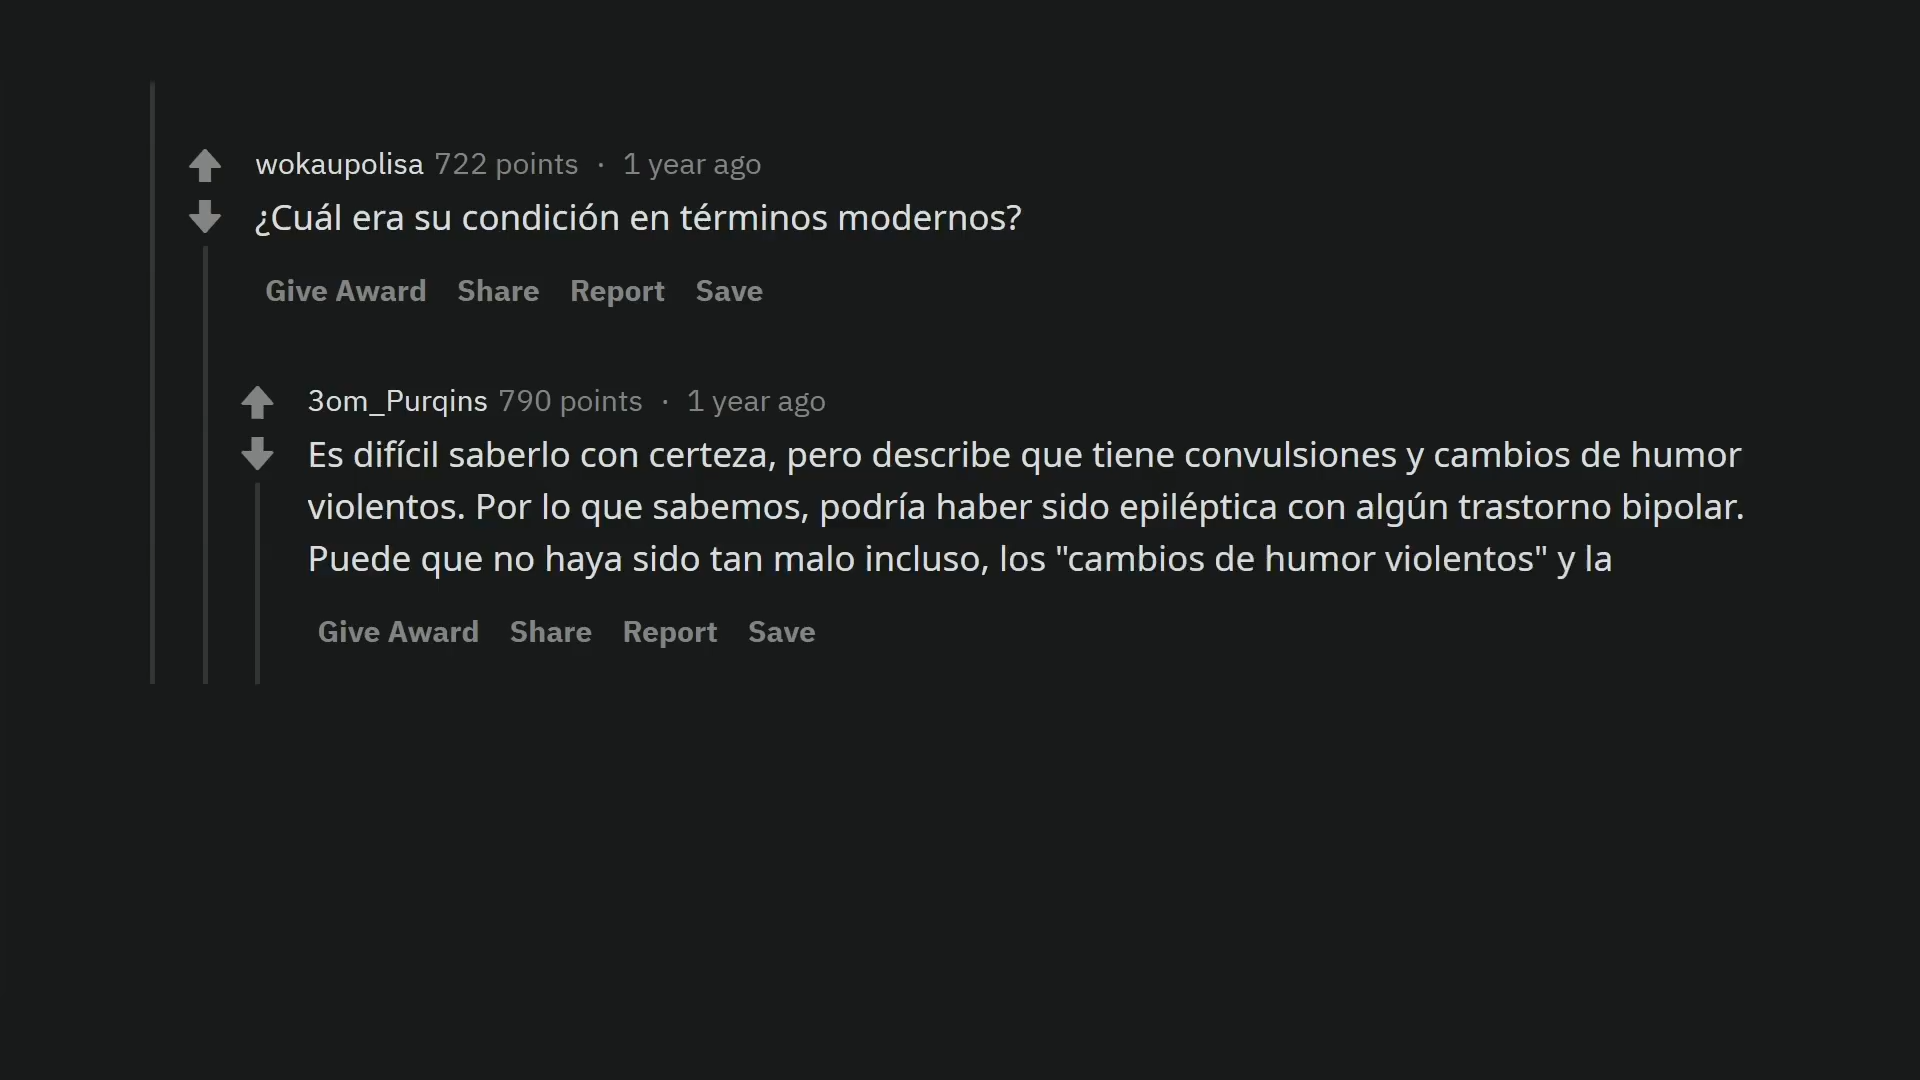 wokaupolisa 722 points · 1 year ago
¿Cuál era su condición en términos modernos?
Give Award Share Report Save
3om_Purqins 790 points · 1 year ago
Es difícil saberlo con certeza, pero describe que tiene convulsiones y cambios de humor
violentos. Por lo que sabemos, podría haber sido epiléptica con algún trastorno bipolar.
Puede que no haya sido tan malo incluso, los "cambios de humor violentos" y la
Give Award Share Report Save